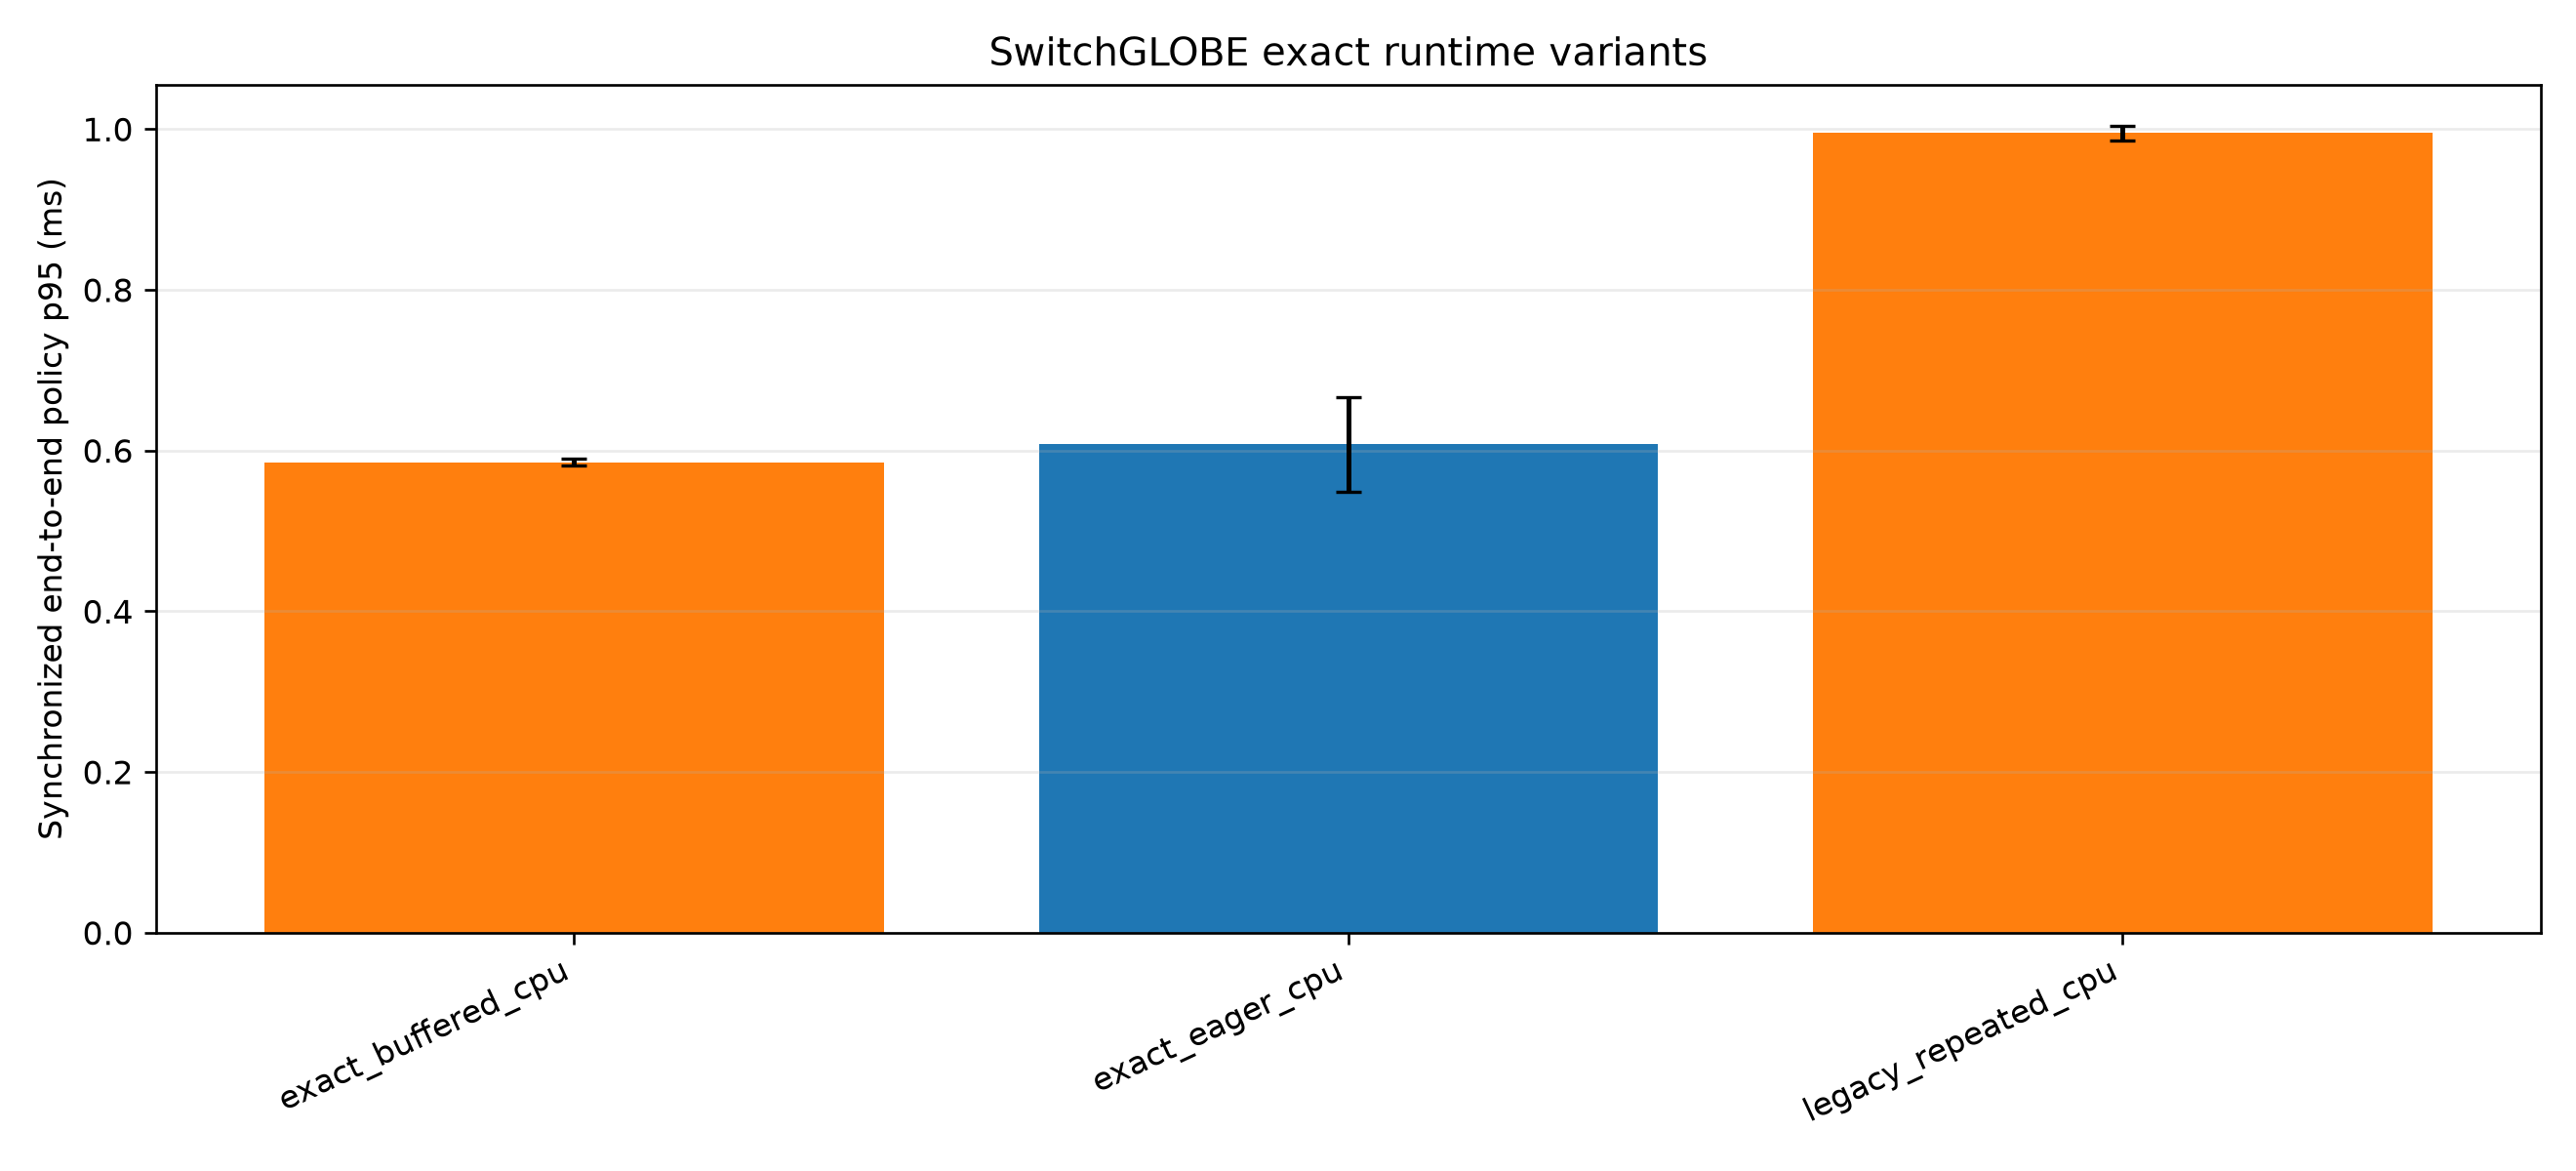 SwitchGLOBE exact runtime variants
Synchronized end-to-end policy p95 (ms)
1.0
0.8
0.6
0.4
0.2
0.0
exact_buffered_cpu
exact_eager_cpu
legacy_repeated_cpu